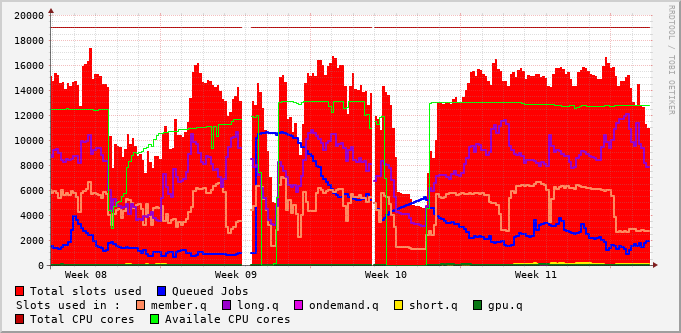 20000
18000
16000
14000
12000
10000
8000
6000
4000
2000
0
Week 08 Week 09 Week 10 Week 11
Total slots used Queued Jobs
Slots used in : member.q long.q ondemand.q short.q gpu.q
Total CPU cores Availale CPU cores
RRDTOOL / TOBI OETIKER